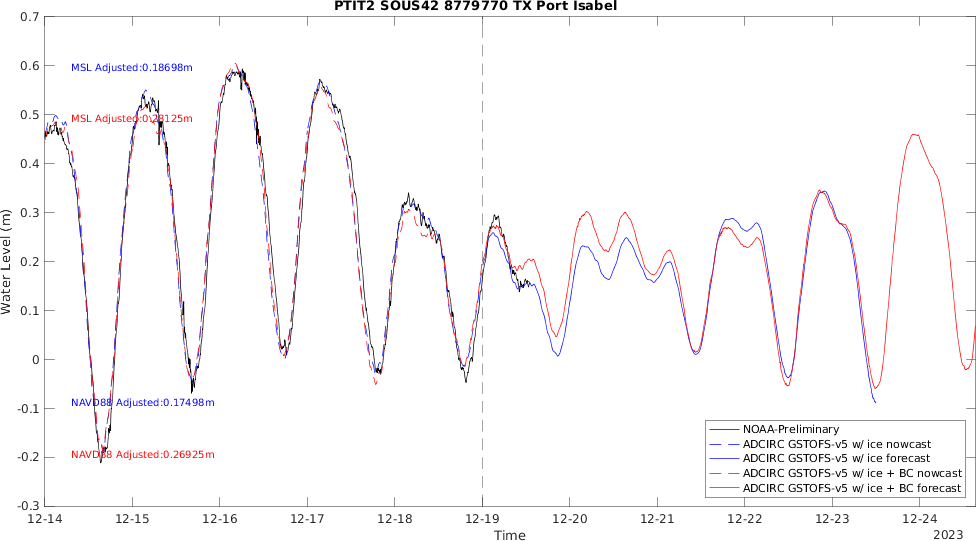 PTIT2 SOUS42 8779770 TX Port Isabel
0.7
0.6
0.5
0.4
0.3
0.2
0.1
0
-0.1
-0.2
-0.3
Water Level (m)
MSL Adjusted:0.18698m
MSL Adjusted:0.28125m
NAVD88 Adjusted:0.17498m
NAVD88 Adjusted:0.26925m
NOAA-Preliminary
ADCIRC GSTOFS-v5 w/ ice nowcast
ADCIRC GSTOFS-v5 w/ ice forecast
ADCIRC GSTOFS-v5 w/ ice + BC nowcast
ADCIRC GSTOFS-v5 w/ ice + BC forecast
12-14 12-15 12-16 12-17 12-18 12-19 12-20 12-21 12-22 12-23 12-24
Time
2023